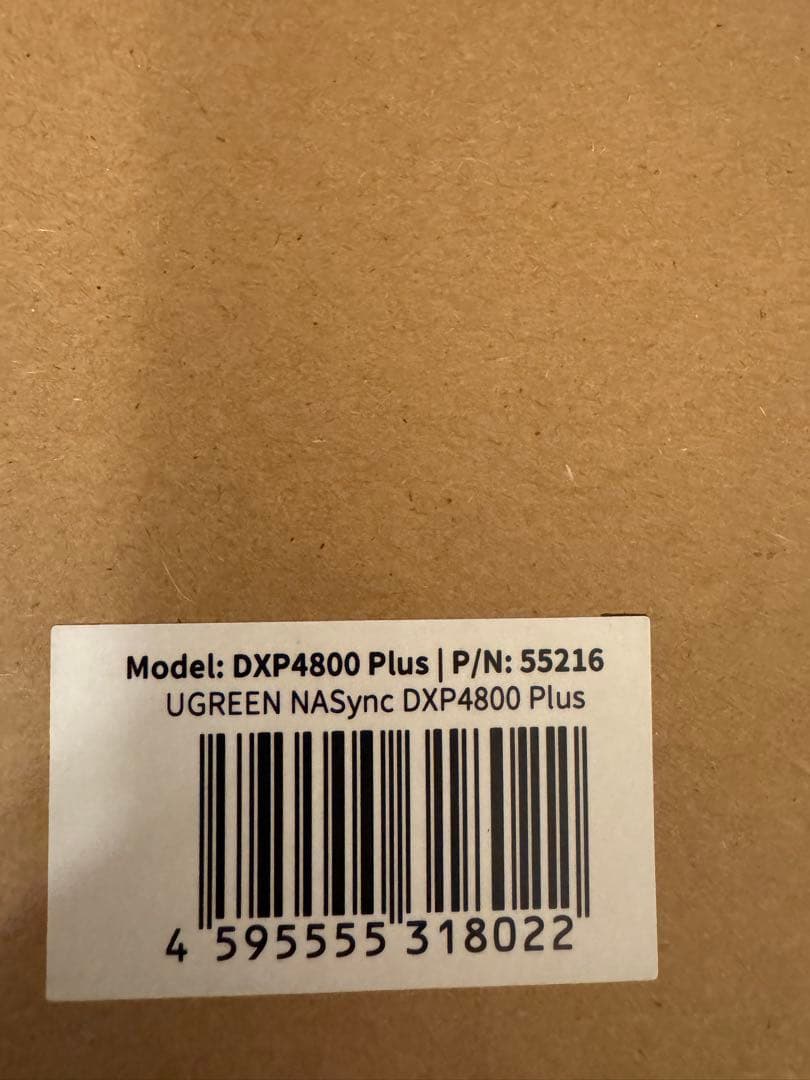 Model: DXP4800 Plus | P/N: 55216
UGREEN NASync DXP4800 Plus
4 595555 318022